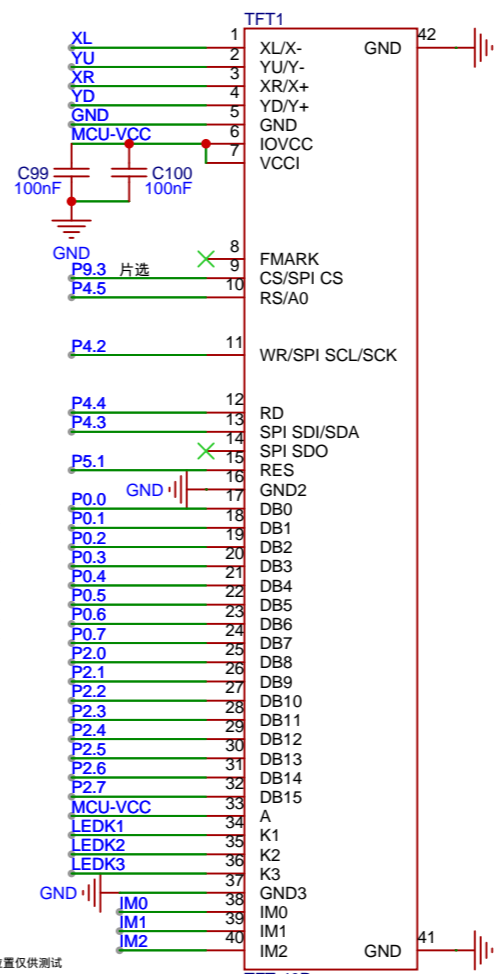 TFT1
XL 1 XL/X- GND 42
YU 2 YU/Y-
XR 3 XR/X+
YD 4 YD/Y+
GND 5 GND
MCU-VCC 6 IOVCC
7 VCCI
C99 100nF C100 100nF
GND
8 FMARK
P9.3 片选 9 CS/SPI CS
P4.5 10 RS/A0
P4.2 11 WR/SPI SCL/SCK
P4.4 12 RD
P4.3 13 SPI SDI/SDA
14 SPI SDO
P5.1 15 RES
GND 16 GND2
P0.0 17 DB0
P0.1 18 DB1
P0.2 19 DB2
P0.3 20 DB3
P0.4 21 DB4
P0.5 22 DB5
P0.6 23 DB6
P0.7 24 DB7
P2.0 25 DB8
P2.1 26 DB9
P2.2 27 DB10
P2.3 28 DB11
P2.4 29 DB12
P2.5 30 DB13
P2.6 31 DB14
P2.7 32 DB15
MCU-VCC 33 A
LEDK1 34 K1
LEDK2 35 K2
LEDK3 36 K3
GND 37 GND3
IM0 38 IM0
IM1 39 IM1
IM2 40 IM2 GND 41
置仅供测试